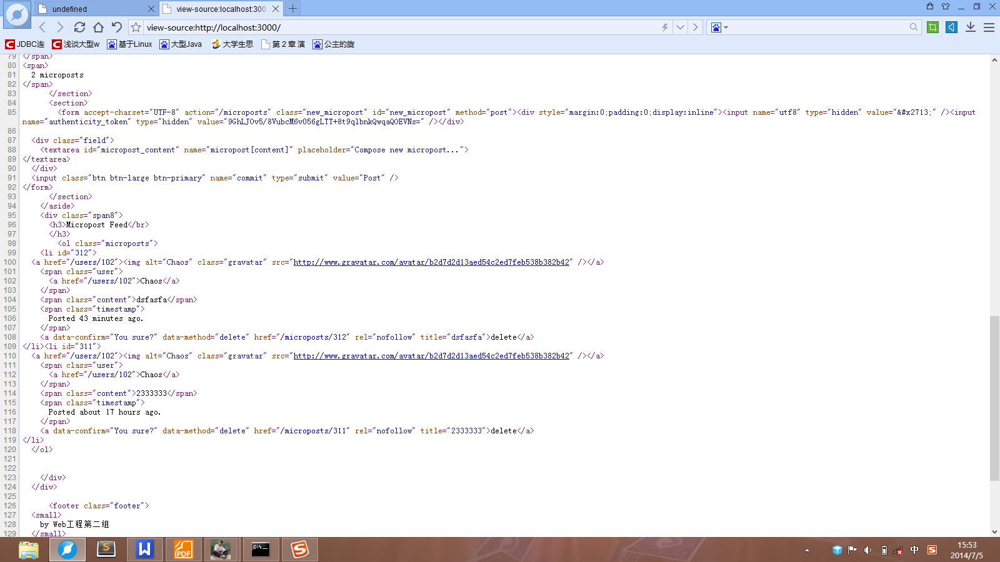 undefined
view-source:localhost:300
view-source:http://localhost:3000/
JDBC连
浅谈大型w
基于Linux
大型Java
大学生思
第 2 章 演
公主的旋
79 </span>
80 <span>
81 2 microposts
82 </span>
83 </section>
84 <section>
85 <form accept-charset="UTF-8" action="/microposts" class="new_micropost" id="new_micropost" method="post"><div style="margin:0;padding:0;display:inline"><input name="utf8" type="hidden" value="&#x2713;" /><input
name="authenticity_token" type="hidden" value="9GhLJOv5/8VubcM6v056gLTT+8t9qlbnkQwqaQOEVNs=" /></div>
86
87 <div class="field">
88 <textarea id="micropost_content" name="micropost[content]" placeholder="Compose new micropost...">
89 </textarea>
90 </div>
91 <input class="btn btn-large btn-primary" name="commit" type="submit" value="Post" />
92 </form>
93 </section>
94 </aside>
95 <div class="span8">
96 <h3>Micropost Feed</br>
97 </h3>
98 <ol class="microposts">
99 <li id="312">
100 <a href="/users/102"><img alt="Chaos" class="gravatar" src="http://www.gravatar.com/avatar/b2d7d2d13aed54c2ed7feb538b382b42" /></a>
101 <span class="user">
102 <a href="/users/102">Chaos</a>
103 </span>
104 <span class="content">dsfasfa</span>
105 <span class="timestamp">
106 Posted 43 minutes ago.
107 </span>
108 <a data-confirm="You sure?" data-method="delete" href="/microposts/312" rel="nofollow" title="dsfasfa">delete</a>
109 </li><li id="311">
110 <a href="/users/102"><img alt="Chaos" class="gravatar" src="http://www.gravatar.com/avatar/b2d7d2d13aed54c2ed7feb538b382b42" /></a>
111 <span class="user">
112 <a href="/users/102">Chaos</a>
113 </span>
114 <span class="content">2333333</span>
115 <span class="timestamp">
116 Posted about 17 hours ago.
117 </span>
118 <a data-confirm="You sure?" data-method="delete" href="/microposts/311" rel="nofollow" title="2333333">delete</a>
119 </li>
120 </ol>
121
122
123 </div>
124 </div>
125
126 <footer class="footer">
127 <small>
128 by Web工程第二组
129 </small>
PDF
中
15:53
2014/7/5